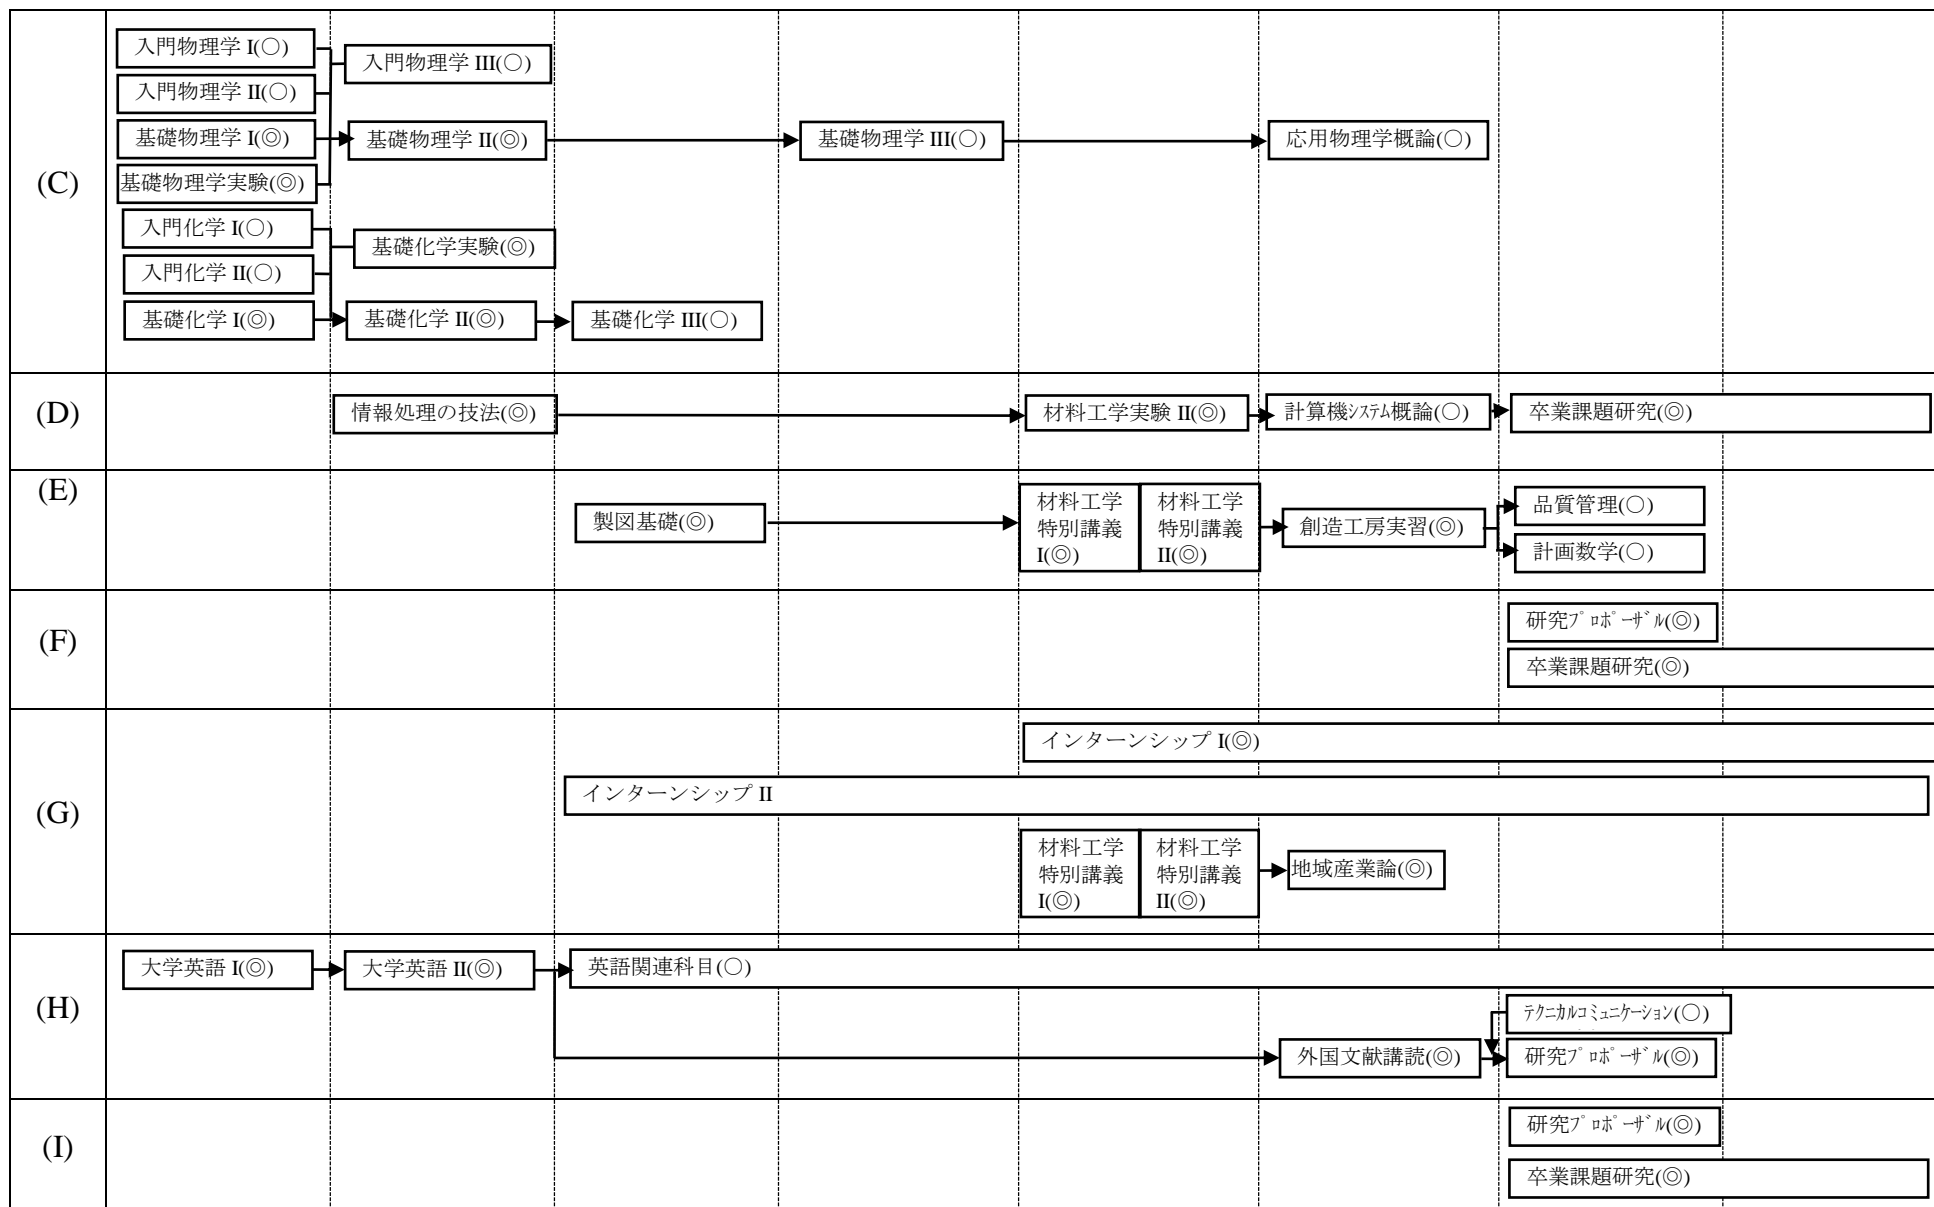 (C)
入門物理学 I(○)
入門物理学 II(○)
基礎物理学 I(◎)
基礎物理学実験(◎)
入門化学 I(○)
入門化学 II(○)
基礎化学 I(◎)
入門物理学 III(○)
基礎物理学 II(◎)
基礎化学実験(◎)
基礎化学 II(◎)
基礎化学 III(○)
基礎物理学 III(○)
応用物理学概論(○)
(D)
情報処理の技法(◎)
材料工学実験 II(◎)
計算機ｼｽﾃﾑ概論(○)
卒業課題研究(◎)
(E)
製図基礎(◎)
材料工学
特別講義
I(◎)
材料工学
特別講義
II(◎)
創造工房実習(◎)
品質管理(○)
計画数学(○)
(F)
研究ﾌﾟﾛﾎﾟｰｻﾞﾙ(◎)
卒業課題研究(◎)
(G)
インターンシップ I(◎)
インターンシップ II
材料工学
特別講義
I(◎)
材料工学
特別講義
II(◎)
地域産業論(◎)
(H)
大学英語 I(◎)
大学英語 II(◎)
英語関連科目(○)
ﾃｸﾆｶﾙｺﾐｭﾆｹｰｼｮﾝ(○)
外国文献講読(◎)
研究ﾌﾟﾛﾎﾟｰｻﾞﾙ(◎)
(I)
研究ﾌﾟﾛﾎﾟｰｻﾞﾙ(◎)
卒業課題研究(◎)